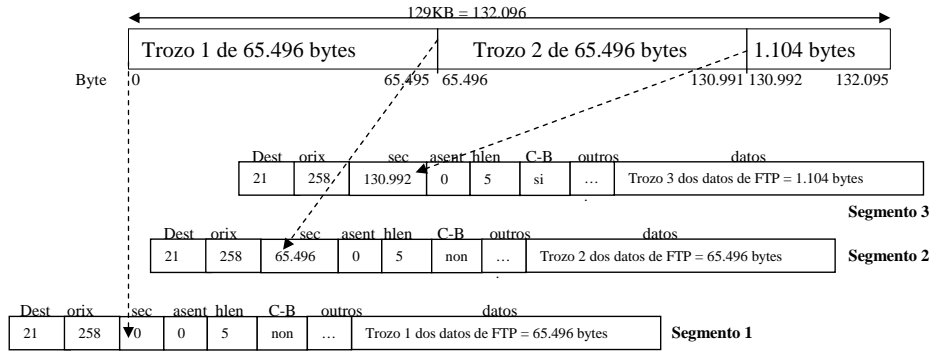 129KB = 132.096
Trozo 1 de 65.496 bytes Trozo 2 de 65.496 bytes 1.104 bytes
Byte 0 65.495 65.496 130.991 130.992 132.095
Dest orix sec asent hlen C-B outros datos
21 258 130.992 0 5 si ... Trozo 3 dos datos de FTP = 1.104 bytes
Segmento 3
Dest orix sec asent hlen C-B outros datos
21 258 65.496 0 5 non ... Trozo 2 dos datos de FTP = 65.496 bytes Segmento 2
Dest orix sec asent hlen C-B outros datos
21 258 0 0 5 non ... Trozo 1 dos datos de FTP = 65.496 bytes Segmento 1